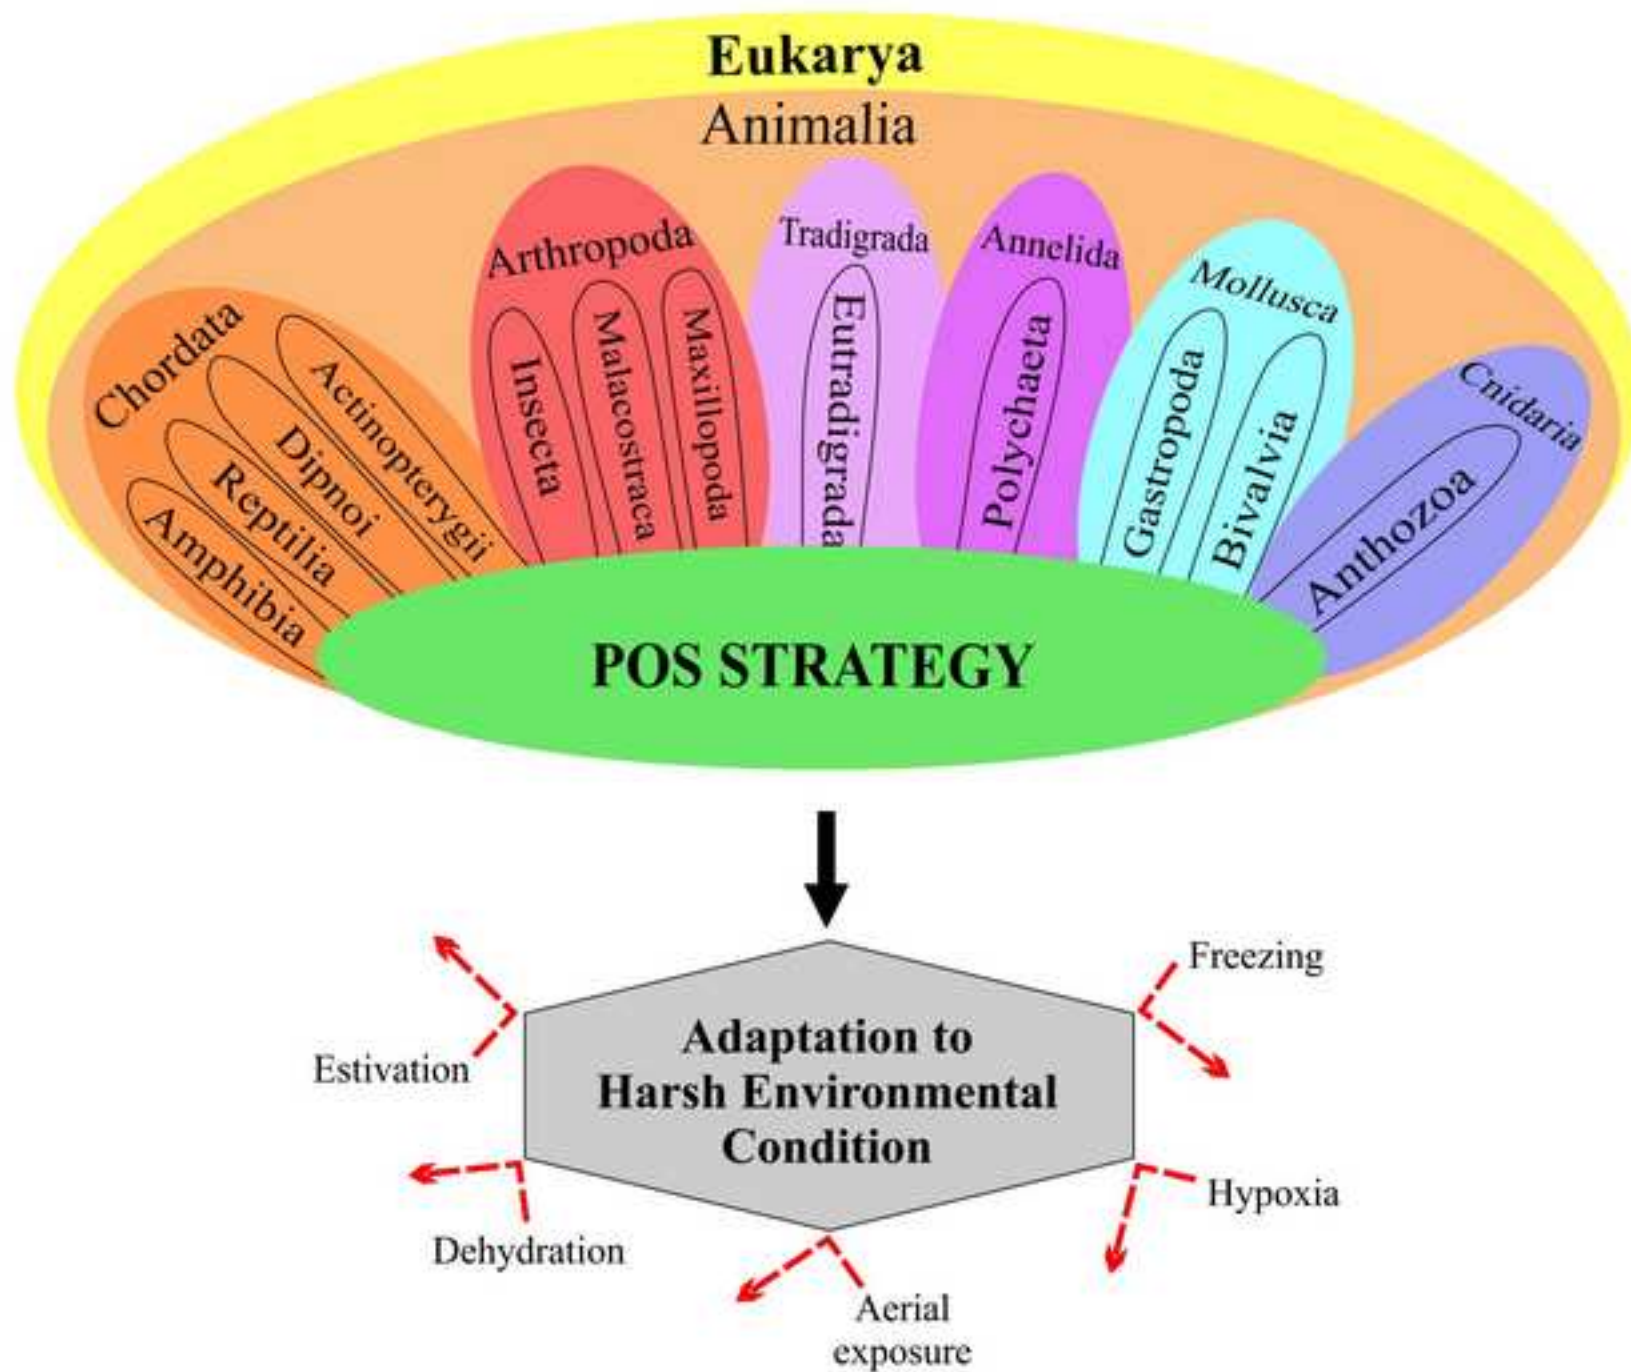 Eukarya
Animalia
Chordata
Amphibia
Reptilia
Dipnoi
Actinopterygii
Arthropoda
Insecta
Malacostraca
Maxillopoda
Tradigrada
Eutradigrada
Annelida
Polychaeta
Mollusca
Gastropoda
Bivalvia
Cnidaria
Anthozoa
POS STRATEGY
Adaptation to
Harsh Environmental
Condition
Estivation
Dehydration
Aerial
exposure
Hypoxia
Freezing